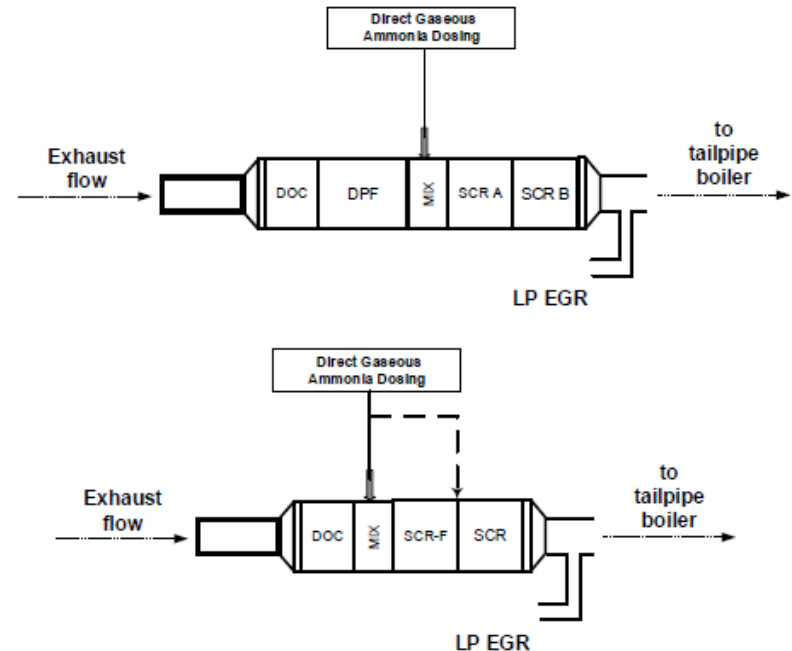 Direct Gaseous
Ammonia Dosing
Exhaust
flow
DOC
DPF
MIX
SCR A
SCR B
to
tailpipe
boiler
LP EGR
Direct Gaseous
Ammonia Dosing
Exhaust
flow
DOC
MIX
SCR-F
SCR
to
tailpipe
boiler
LP EGR